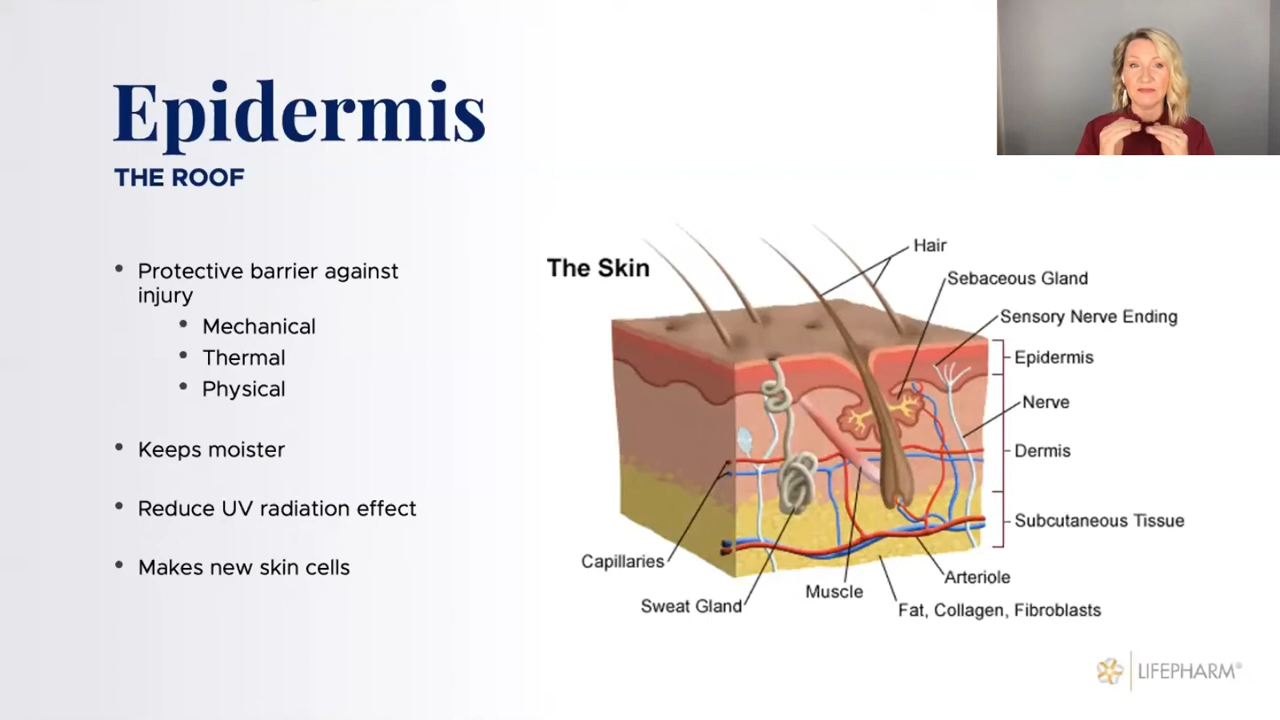 Epidermis
THE ROOF
Protective barrier against
injury
Mechanical
Thermal
Physical
Keeps moister
Reduce UV radiation effect
Makes new skin cells
The Skin
Hair
Sebaceous Gland
Sensory Nerve Ending
Epidermis
Nerve
Dermis
Subcutaneous Tissue
Capillaries
Arteriole
Muscle
Sweat Gland
Fat, Collagen, Fibroblasts
LIFEPHARM®